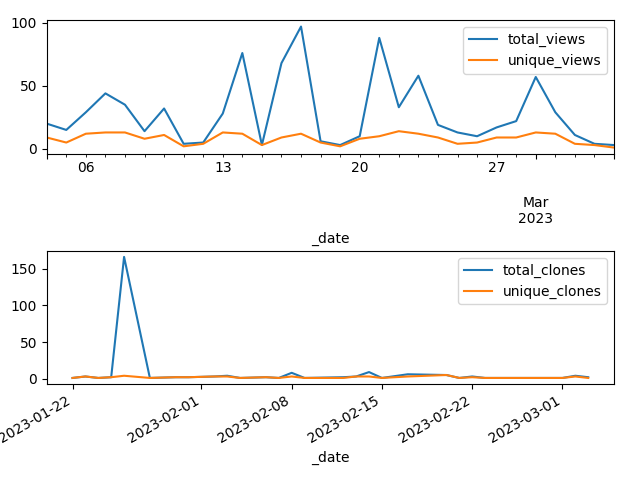 100
50
0
total_views
unique_views
06
13
20
27
Mar
2023
_date
150
100
50
0
total_clones
unique_clones
2023-01-22
2023-02-01
2023-02-08
2023-02-15
2023-02-22
2023-03-01
_date